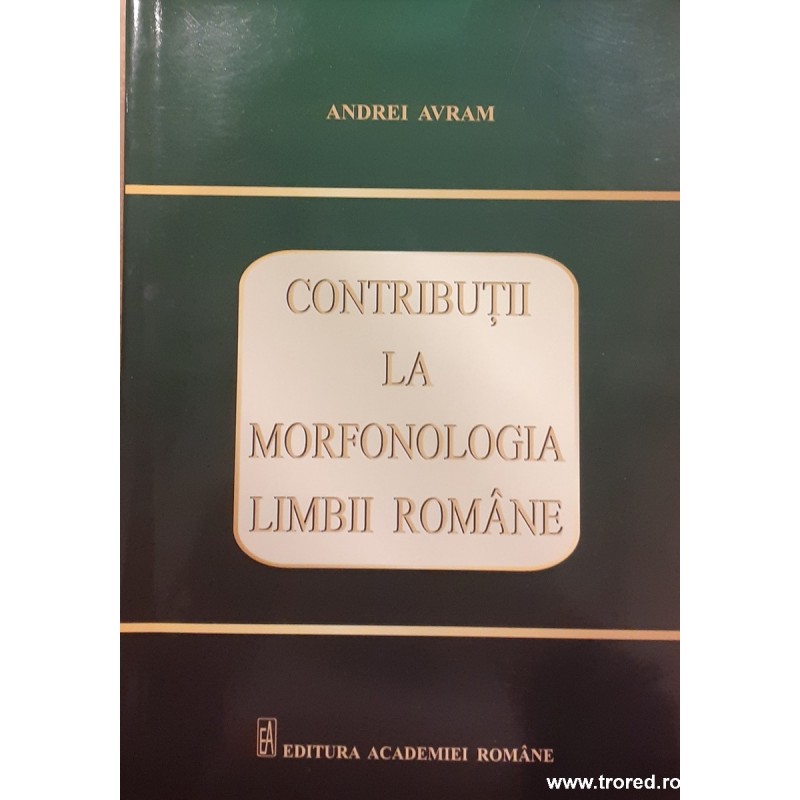 ANDREI AVRAM
CONTRIBUȚII
LA
MORFONOLOGIA
LIMBII ROMÂNE
EA EDITURA ACADEMIEI ROMÂNE
www.trored.ro